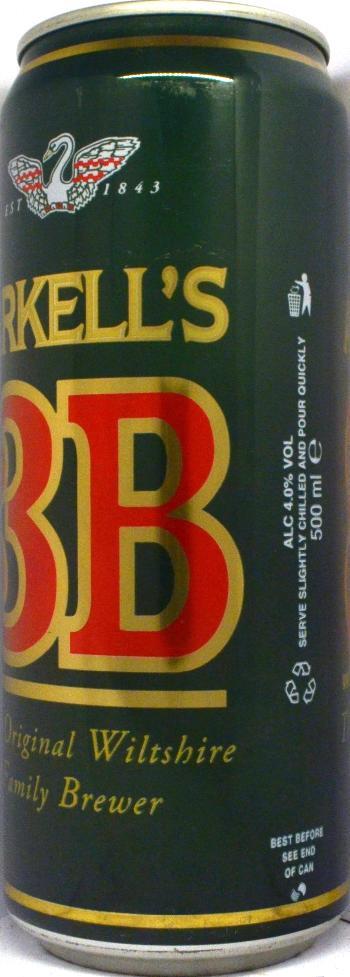 EST 1843
RKELL'S
BB
Original Wiltshire
Family Brewer
ALC 4.0% VOL
SERVE SLIGHTLY CHILLED AND POUR QUICKLY
500 ml e
BEST BEFORE
SEE END
OF CAN